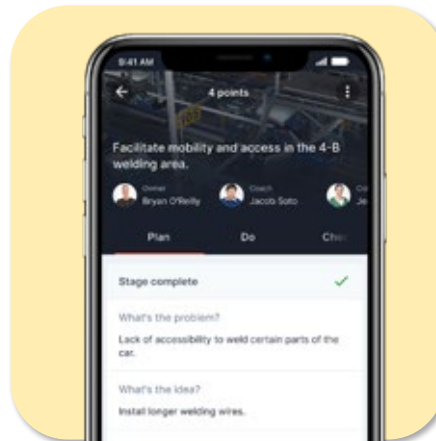 9:41 AM
4 points
Facilitate mobility and access in the 4-B
welding area.
Owner
Bryan O'Reilly
Coach
Jacob Soto
Plan
Do
Stage complete
What's the problem?
Lack of accessibility to weld certain parts of the
car.
What's the idea?
Install longer welding wires.